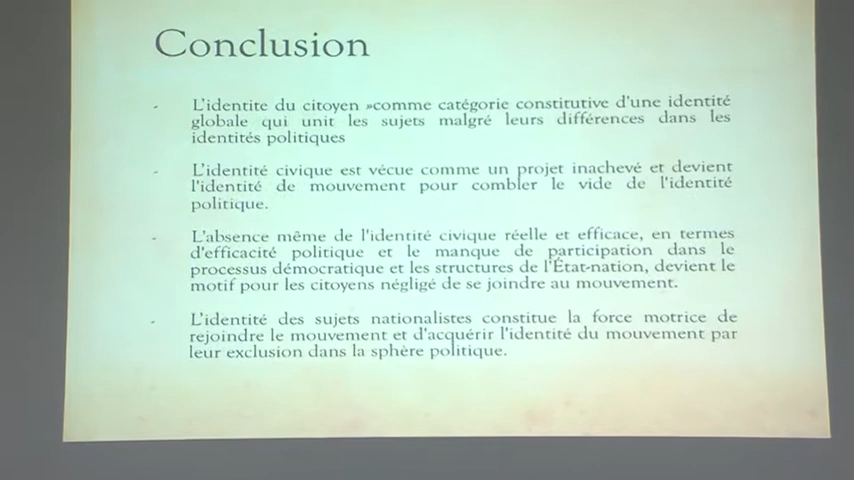 Conclusion
- L'identite du citoyen »comme catégorie constitutive d'une identité
globale qui unit les sujets malgré leurs différences dans les
identités politiques
- L'identité civique est vécue comme un projet inachevé et devient
l'identité de mouvement pour combler le vide de l'identité
politique.
- L'absence même de l'identité civique réelle et efficace, en termes
d'efficacité politique et le manque de participation dans le
processus démocratique et les structures de l'État-nation, devient le
motif pour les citoyens négligé de se joindre au mouvement.
- L'identité des sujets nationalistes constitue la force motrice de
rejoindre le mouvement et d'acquérir l'identité du mouvement par
leur exclusion dans la sphère politique.